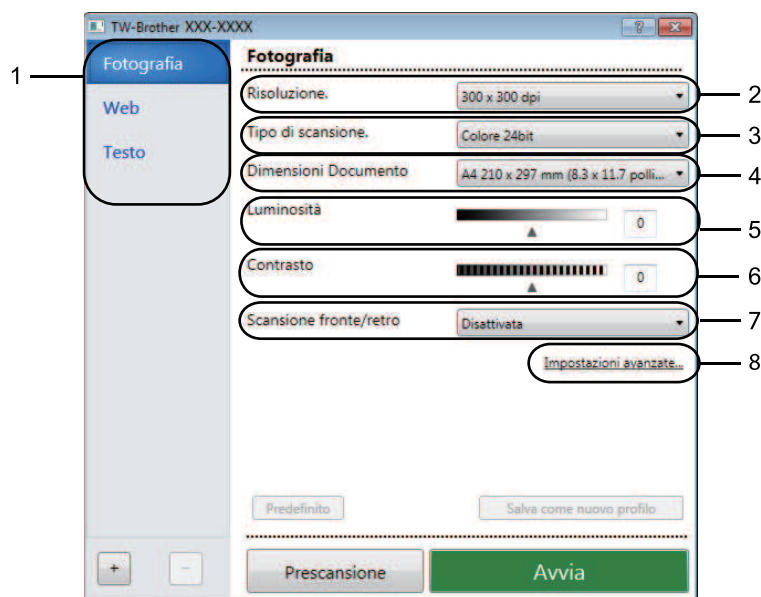 TW-Brother XXX-XXXX
1
Fotografia
Web
Testo
Fotografia
Risoluzione.
300 x 300 dpi
2
Tipo di scansione.
Colore 24bit
3
Dimensioni Documento
A4 210 x 297 mm (8.3 x 11.7 polli...
4
Luminosità
0
5
Contrasto
0
6
Scansione fronte/retro
Disattivata
7
Impostazioni avanzate...
8
Predefinito
Salva come nuovo profilo
+
-
Prescansione
Avvia